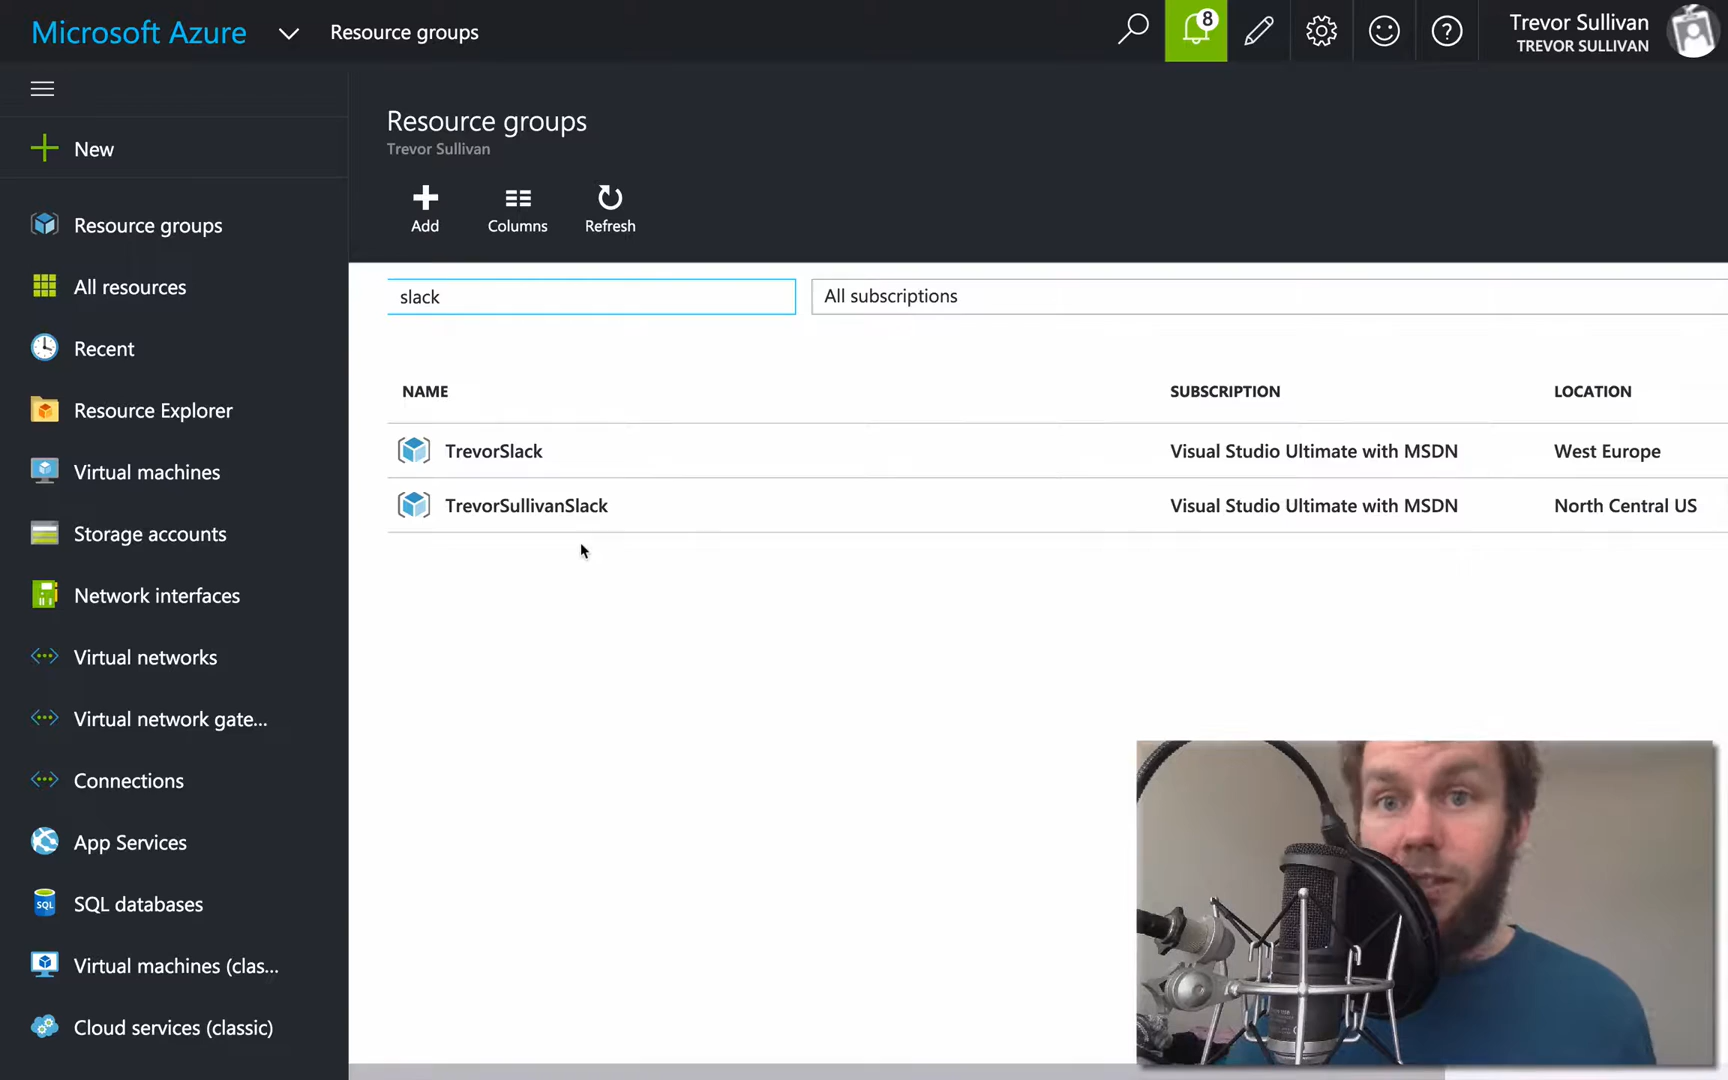 Microsoft Azure
Resource groups
8
Trevor Sullivan
TREVOR SULLIVAN
New
Resource groups
All resources
Recent
Resource Explorer
Virtual machines
Storage accounts
Network interfaces
Virtual networks
Virtual network gate...
Connections
App Services
SQL
SQL databases
Virtual machines (clas...
Cloud services (classic)
Resource groups
Trevor Sullivan
Add
Columns
Refresh
slack
All subscriptions
NAME
SUBSCRIPTION
LOCATION
TrevorSlack
Visual Studio Ultimate with MSDN
West Europe
TrevorSullivanSlack
Visual Studio Ultimate with MSDN
North Central US